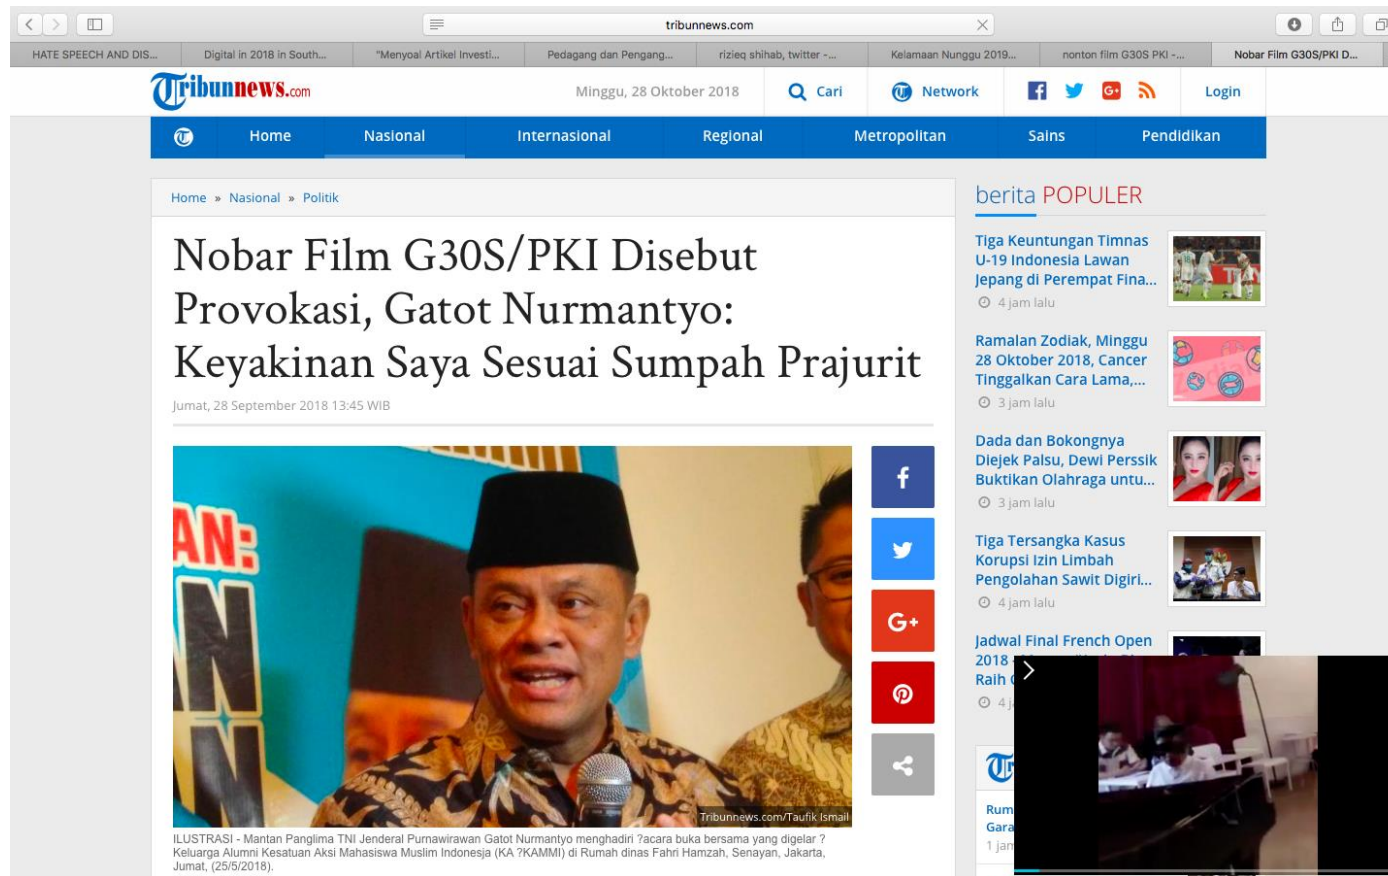 tribunnews.com
HATE SPEECH AND DIS...
Digital in 2018 in South...
"Menyoal Artikel Investi...
Pedagang dan Pengang...
rizieq shihab, twitter -...
Kelamaan Nunggu 2019...
nonton film G30S PKI -...
Nobar Film G30S/PKI D...
Tribunnews.com
Minggu, 28 Oktober 2018
Cari
Network
Login
Home
Nasional
Internasional
Regional
Metropolitan
Sains
Pendidikan
Home » Nasional » Politik
Nobar Film G30S/PKI Disebut
Provokasi, Gatot Nurmantyo:
Keyakinan Saya Sesuai Sumpah Prajurit
Jumat, 28 September 2018 13:45 WIB
AN:
AN
AN
Tribunnews.com/Taufik Ismail
ILUSTRASI - Mantan Panglima TNI Jenderal Purnawirawan Gatot Nurmantyo menghadiri ?acara buka bersama yang digelar ?
Keluarga Alumni Kesatuan Aksi Mahasiswa Muslim Indonesia (KA ?KAMMI) di Rumah dinas Fahri Hamzah, Senayan, Jakarta,
Jumat, (25/5/2018).
berita POPULER
Tiga Keuntungan Timnas
U-19 Indonesia Lawan
Jepang di Perempat Fina...
4 jam lalu
Ramalan Zodiak, Minggu
28 Oktober 2018, Cancer
Tinggalkan Cara Lama,...
3 jam lalu
Dada dan Bokongnya
Diejek Palsu, Dewi Perssik
Buktikan Olahraga untu...
3 jam lalu
Tiga Tersangka Kasus
Korupsi Izin Limbah
Pengolahan Sawit Digiri...
4 jam lalu
Jadwal Final French Open
2018
Raih
4 j
Tri
Rum
Gara
1 jam